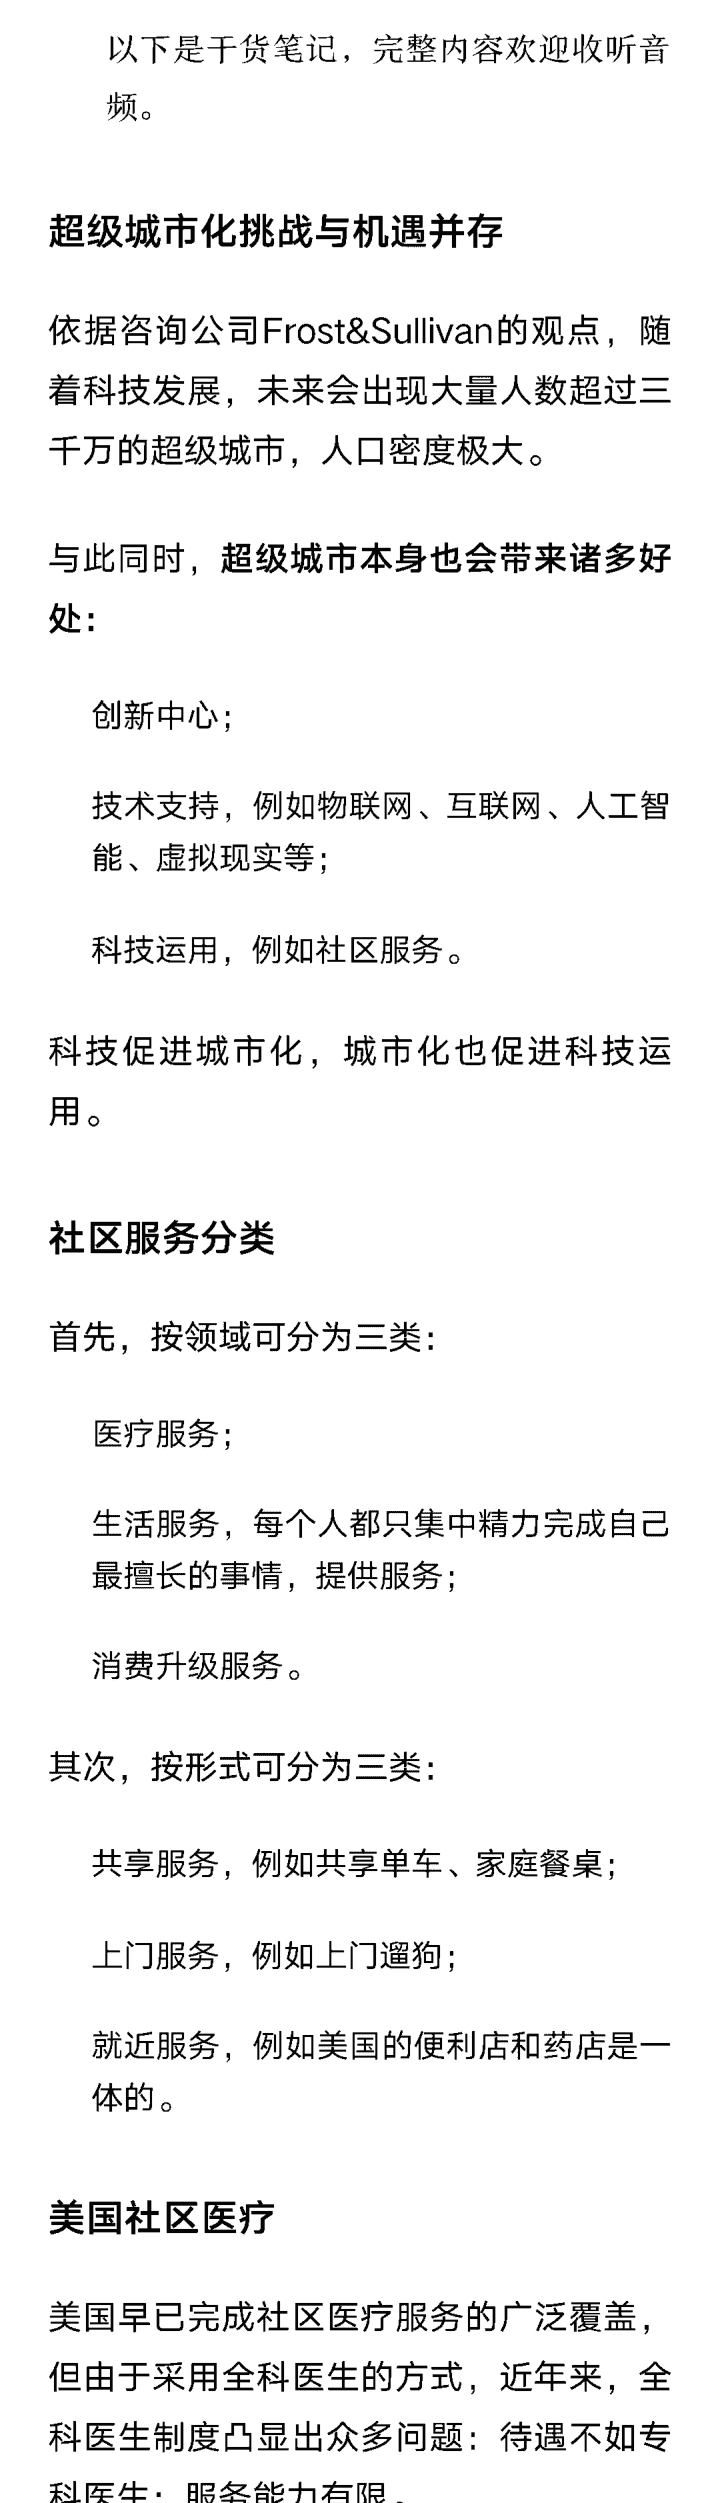 以下是干货笔记，完整内容欢迎收听音
频。
超级城市化挑战与机遇并存
依据咨询公司Frost&Sullivan的观点，随
着科技发展，未来会出现大量人数超过三
千万的超级城市，人口密度极大。
与此同时，超级城市本身也会带来诸多好
处：
创新中心；
技术支持，例如物联网、互联网、人工智
能、虚拟现实等；
科技运用，例如社区服务。
科技促进城市化，城市化也促进科技运
用。
社区服务分类
首先，按领域可分为三类：
医疗服务；
生活服务，每个人都只集中精力完成自己
最擅长的事情，提供服务；
消费升级服务。
其次，按形式可分为三类：
共享服务，例如共享单车、家庭餐桌；
上门服务，例如上门遛狗；
就近服务，例如美国的便利店和药店是一
体的。
美国社区医疗
美国早已完成社区医疗服务的广泛覆盖，
但由于采用全科医生的方式，近年来，全
科医生制度凸显出众多问题：待遇不如专
科医生；服务能力有限。